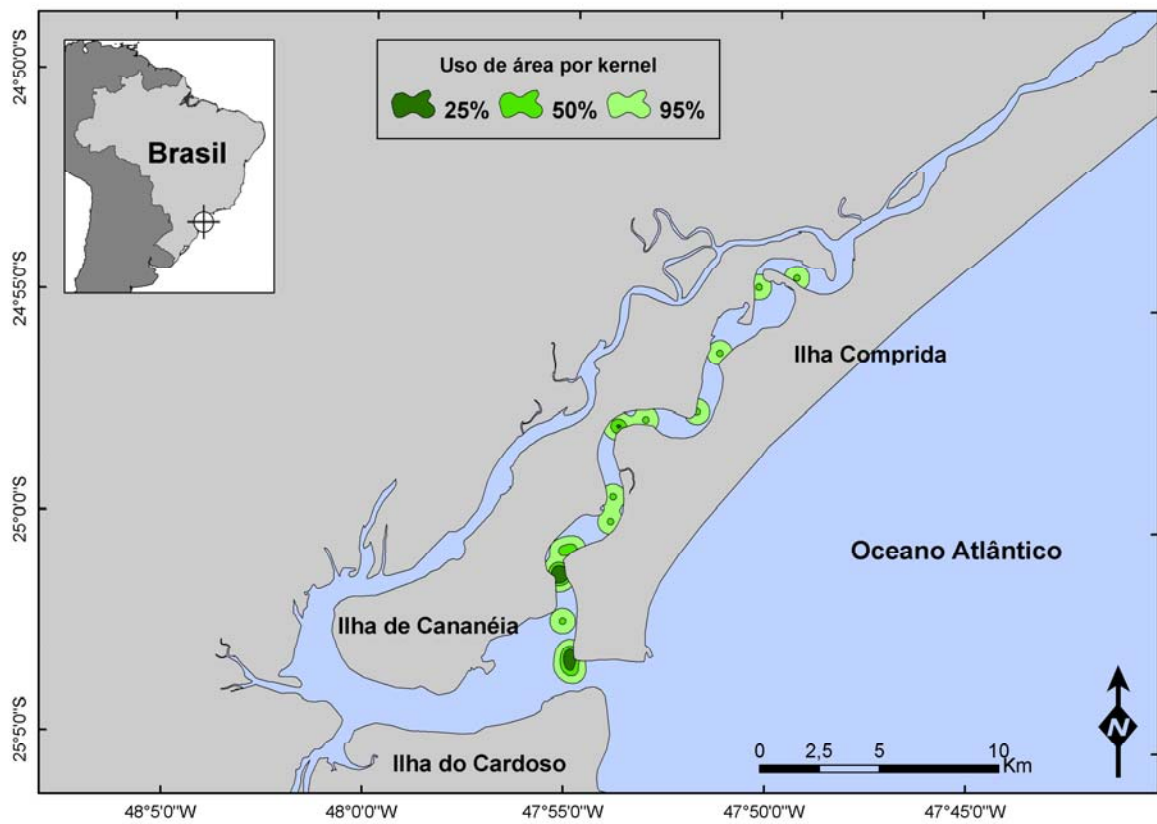 Uso de área por kernel
25% 50% 95%
Brasil
24°50'0"S
24°55'0"S
25°0'0"S
25°5'0"S
Ilha Comprida
Oceano Atlântico
Ilha de Cananéia
Ilha do Cardoso
0 2,5 5 10
Km
N
48°5'0"W 48°0'0"W 47°55'0"W 47°50'0"W 47°45'0"W